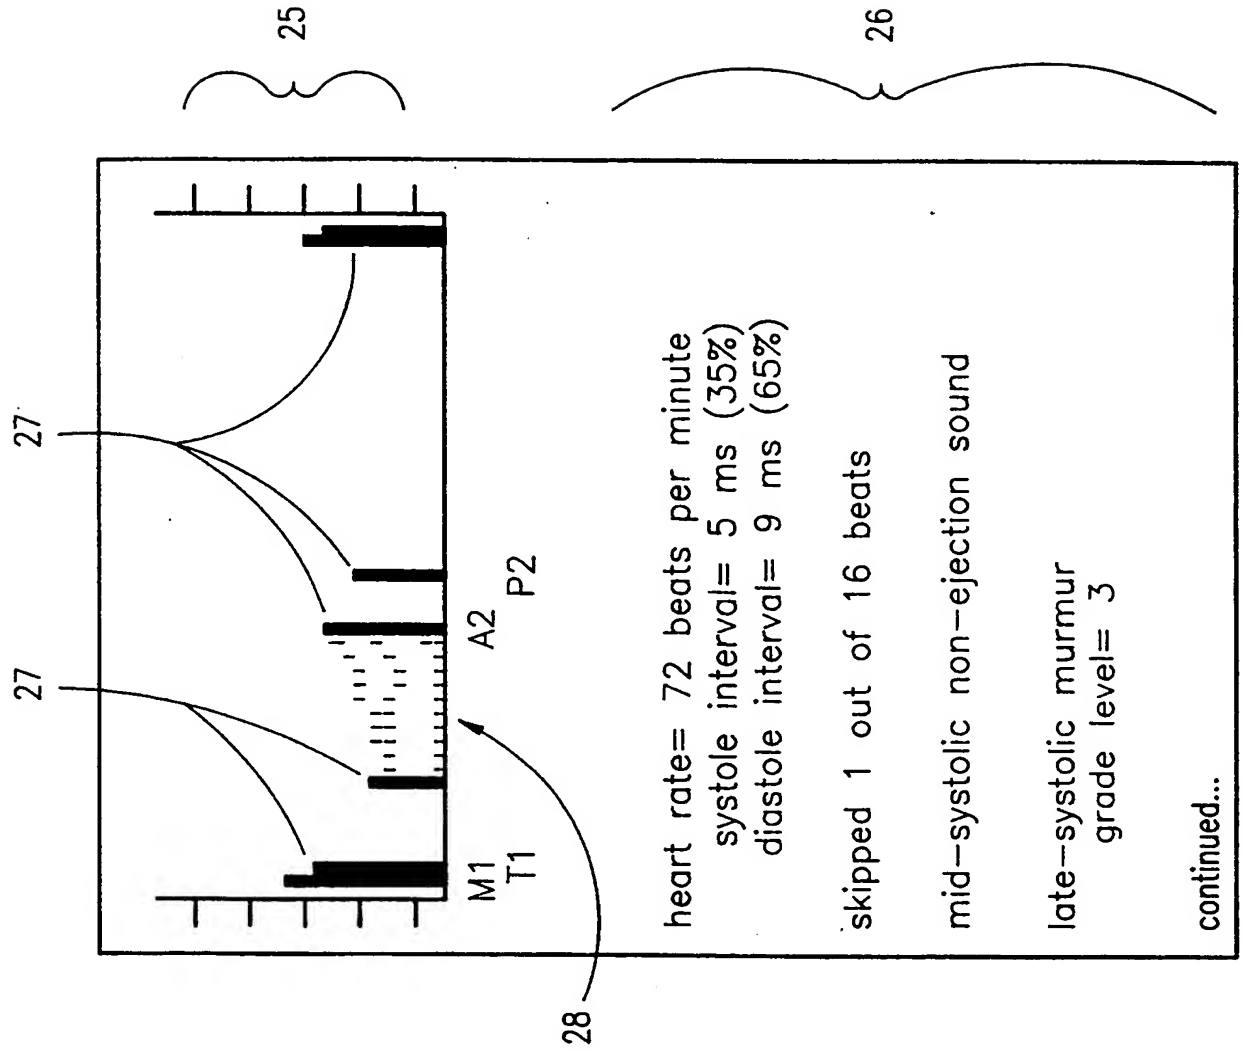 27
27
25
M1
A2
T1
P2
28
heart rate= 72 beats per minute
systole interval= 5 ms (35%)
diastole interval= 9 ms (65%)
skipped 1 out of 16 beats
26
mid-systolic non-ejection sound
late-systolic murmur
grade level= 3
continued...